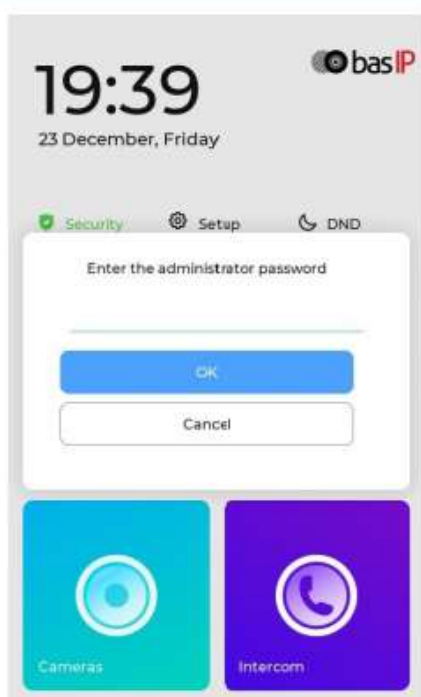 bas IP
19:39
23 December, Friday
Security Setup DND
Enter the administrator password
OK
Cancel
Cameras Intercom